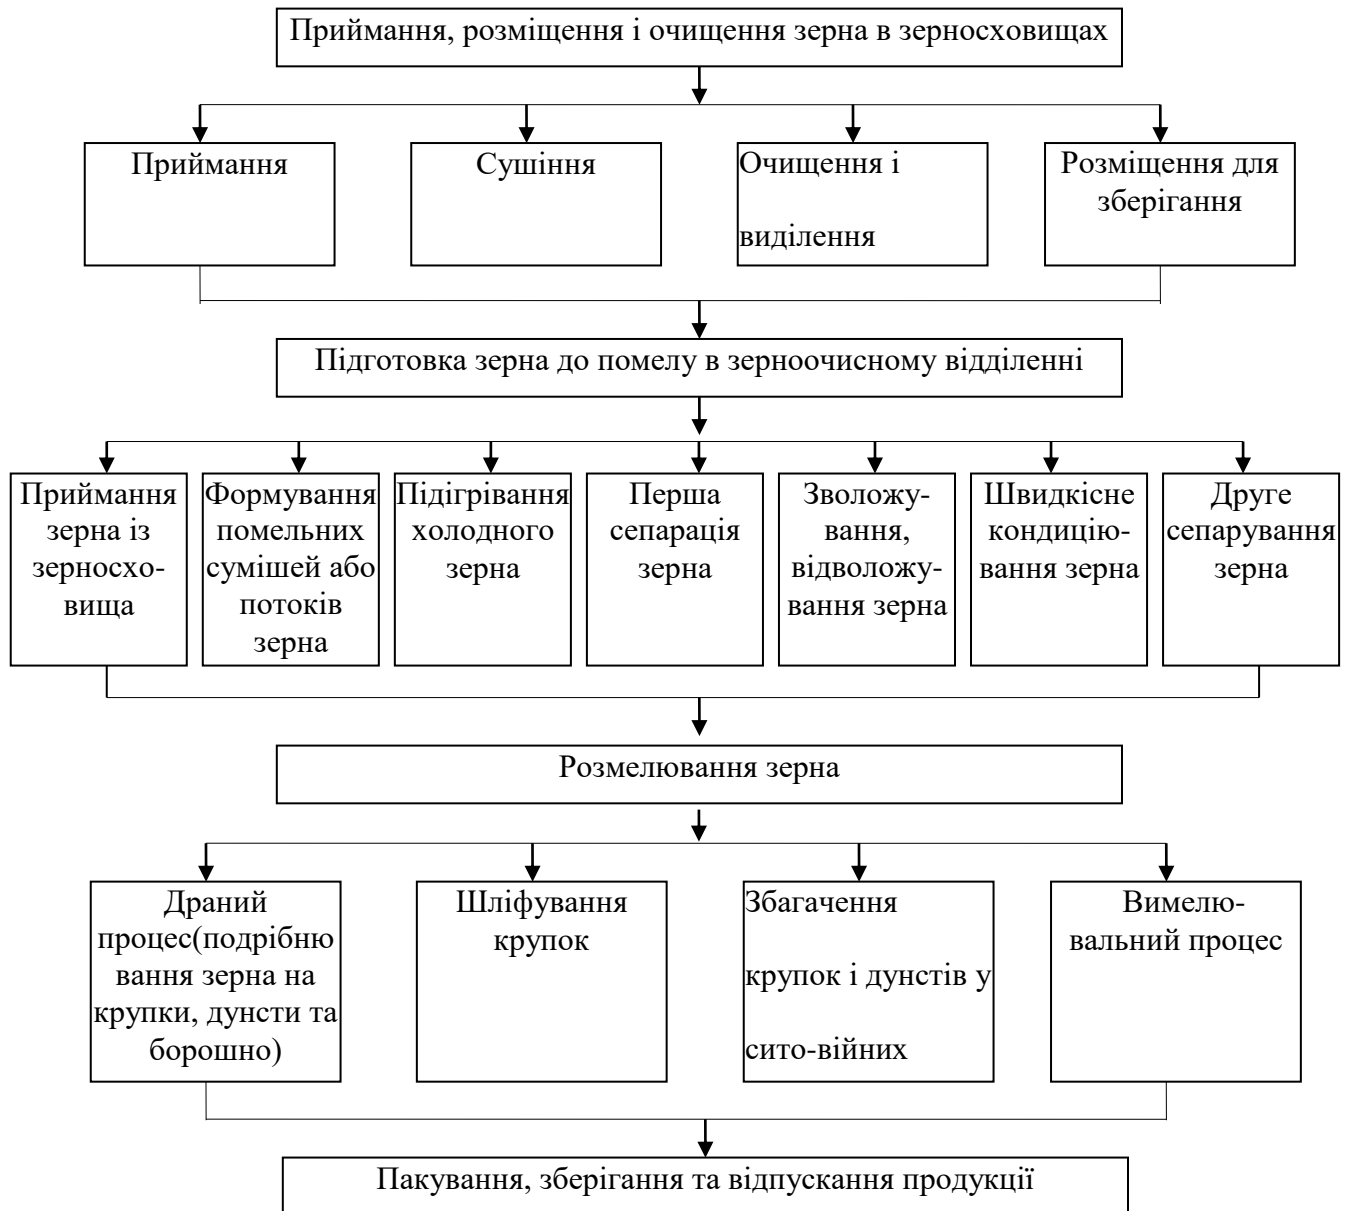 Приймання, розміщення і очищення зерна в зерносховищах
Приймання
Сушіння
Очищення і
виділення
Розміщення для
зберігання
Підготовка зерна до помелу в зерноочисному відділенні
Приймання
зерна із
зерносхо-
вища
Формування
помельних
сумішей або
потоків
зерна
Підігрівання
холодного
зерна
Перша
сепарація
зерна
Зволожу-
вання,
відволожу-
вання зерна
Швидкісне
кондицію-
вання зерна
Друге
сепарування
зерна
Розмелювання зерна
Драний
процес(подрібню
вання зерна на
крупки, дунсти та
борошно)
Шліфування
крупок
Збагачення
крупок і дунстів у
сито-війних
Вимелю-
вальний процес
Пакування, зберігання та відпускання продукції